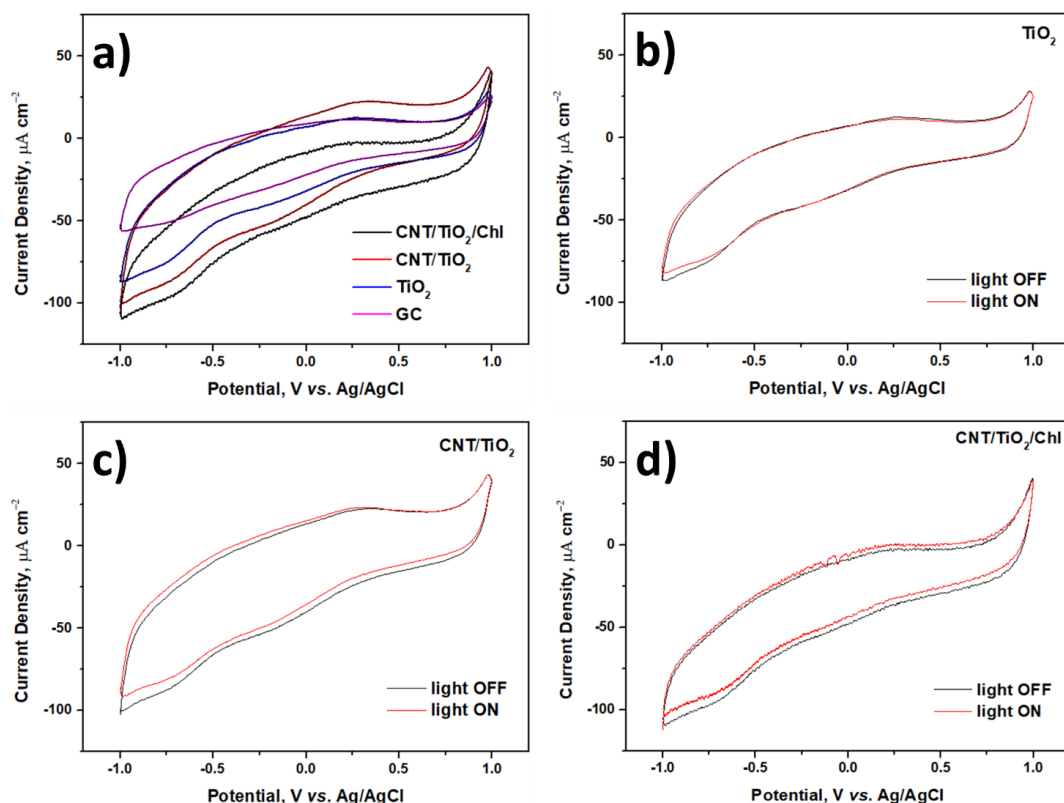 a)
50
0
-50
-100
Current Density, μA cm⁻²
CNT/TiO₂/Chl
CNT/TiO₂
TiO₂
GC
-1.0 -0.5 0.0 0.5 1.0
Potential, V vs. Ag/AgCl
b)
TiO₂
50
0
-50
-100
Current Density, μA cm⁻²
light OFF
light ON
-1.0 -0.5 0.0 0.5 1.0
Potential, V vs. Ag/AgCl
c)
CNT/TiO₂
50
0
-50
-100
Current Density, μA cm⁻²
light OFF
light ON
-1.0 -0.5 0.0 0.5 1.0
Potential, V vs. Ag/AgCl
d)
CNT/TiO₂/Chl
50
0
-50
-100
Current Density, μA cm⁻²
light OFF
light ON
-1.0 -0.5 0.0 0.5 1.0
Potential, V vs. Ag/AgCl